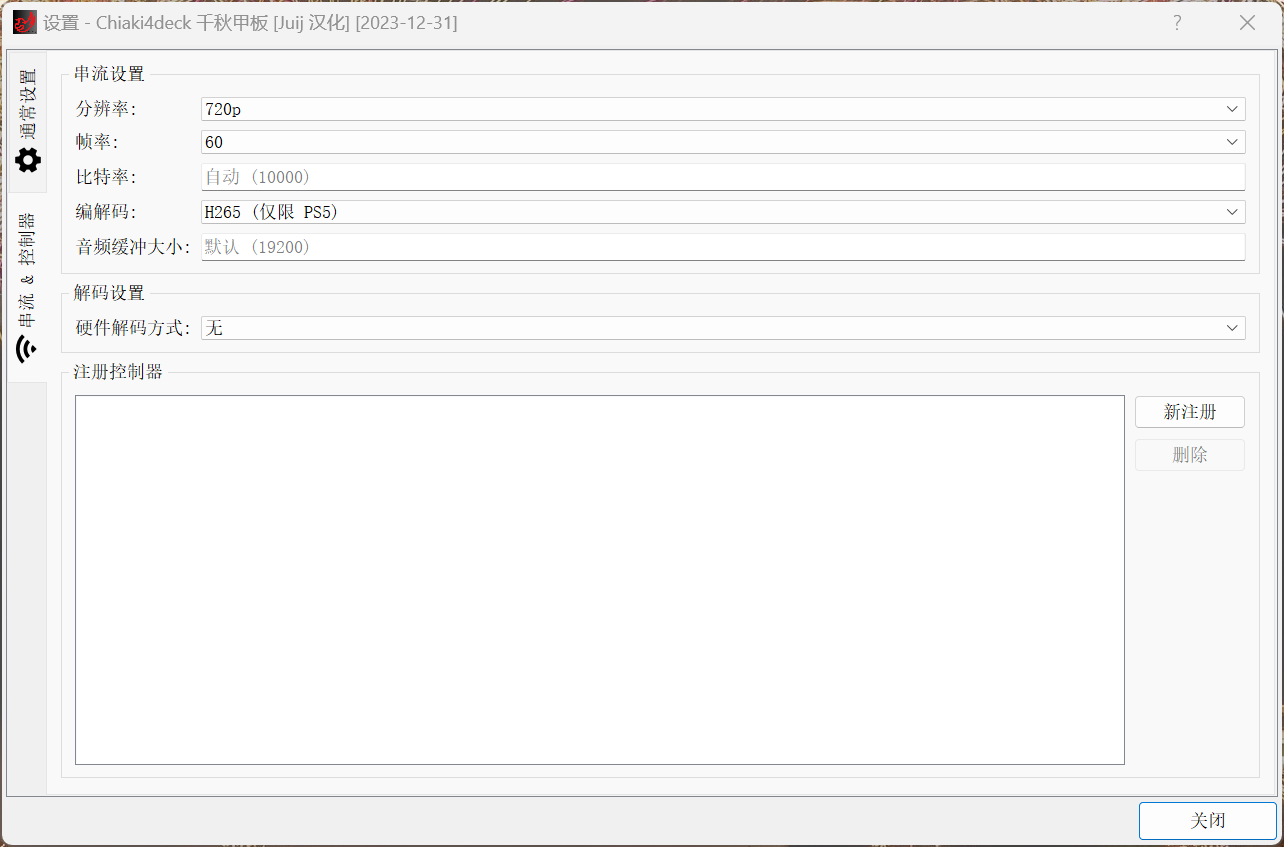 设置 - Chiaki4deck 千秋甲板 [Juij 汉化] [2023-12-31]
?
通常设置
串流 & 控制器
串流设置
分辨率: 720p
帧率: 60
比特率: 自动 (10000)
编解码: H265 (仅限 PS5)
音频缓冲大小: 默认 (19200)
解码设置
硬件解码方式: 无
注册控制器
新注册
删除
关闭